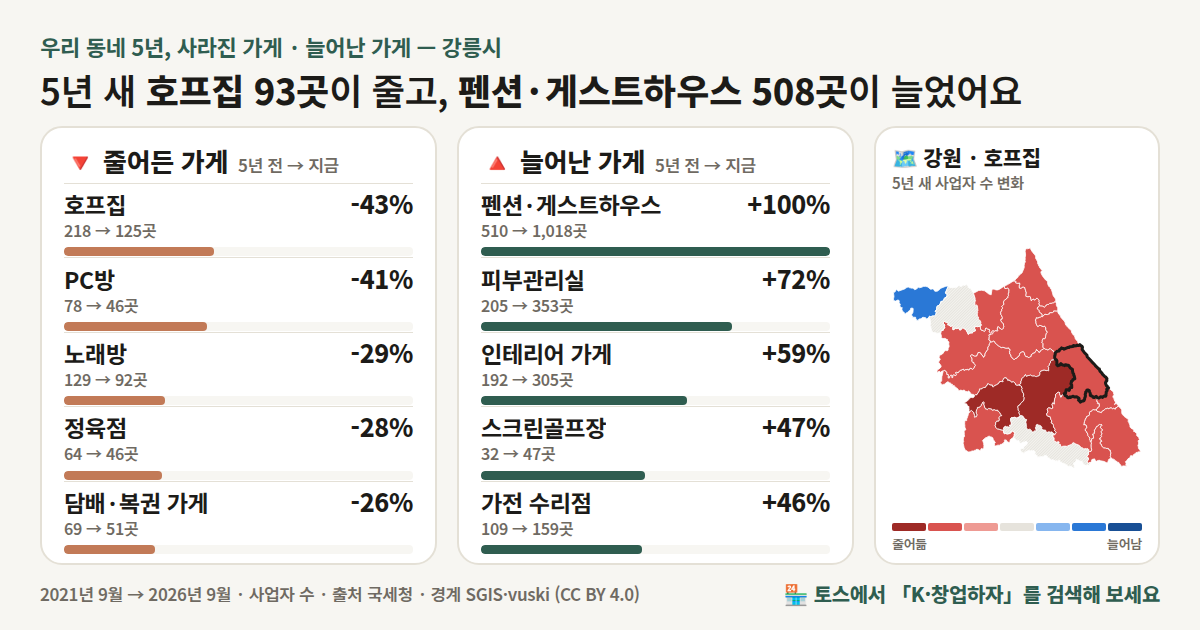 우리 동네 5년, 사라진 가게 · 늘어난 가게 — 강릉시
5년 새 호프집 93곳이 줄고, 펜션·게스트하우스 508곳이 늘었어요
줄어든 가게 5년 전 → 지금
호프집 -43%
218 → 125곳
PC방 -41%
78 → 46곳
노래방 -29%
129 → 92곳
정육점 -28%
64 → 46곳
담배·복권 가게 -26%
69 → 51곳
늘어난 가게 5년 전 → 지금
펜션·게스트하우스 +100%
510 → 1,018곳
피부관리실 +72%
205 → 353곳
인테리어 가게 +59%
192 → 305곳
스크린골프장 +47%
32 → 47곳
가전 수리점 +46%
109 → 159곳
강원 · 호프집
5년 새 사업자 수 변화
줄어듦 늘어남
2021년 9월 → 2026년 9월 · 사업자 수 · 출처 국세청 · 경계 SGIS·vuski (CC BY 4.0)
토스에서 「K·창업하자」를 검색해 보세요